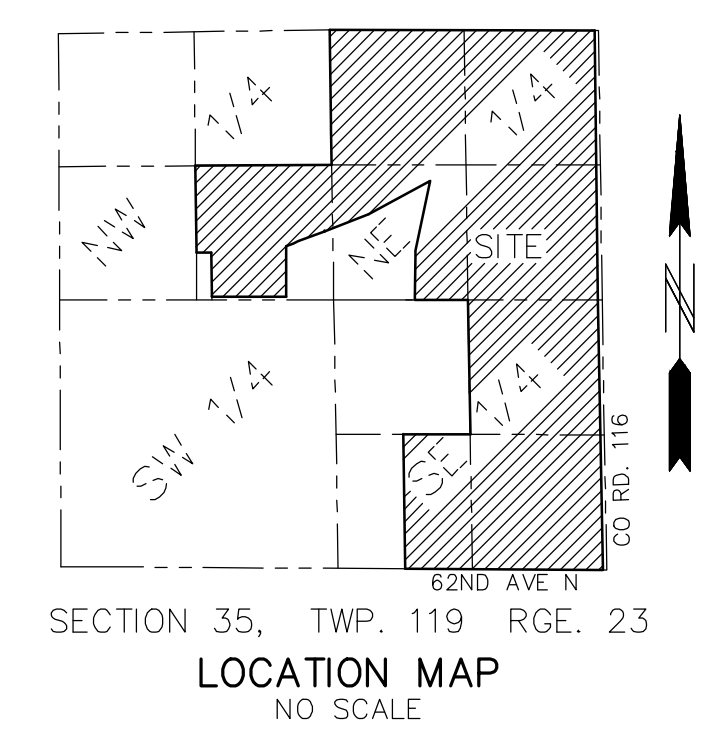 NW 1/4
NE 1/4
SITE
SW 1/4
SE 1/4
N
CO RD. 116
62ND AVE N
SECTION 35, TWP. 119 RGE. 23
LOCATION MAP
NO SCALE